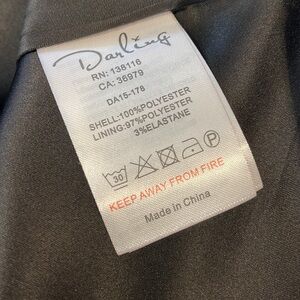 Darling
RN: 138116
CA: 36979
DA15-178
SHELL:100%POLYESTER
LINING:97%POLYESTER
3%ELASTANE
30 P
KEEP AWAY FROM FIRE
Made in China